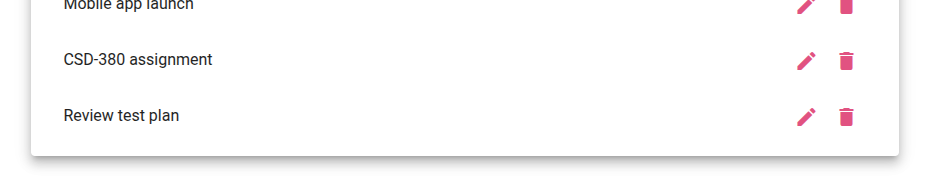 Mobile app launch
CSD-380 assignment
Review test plan